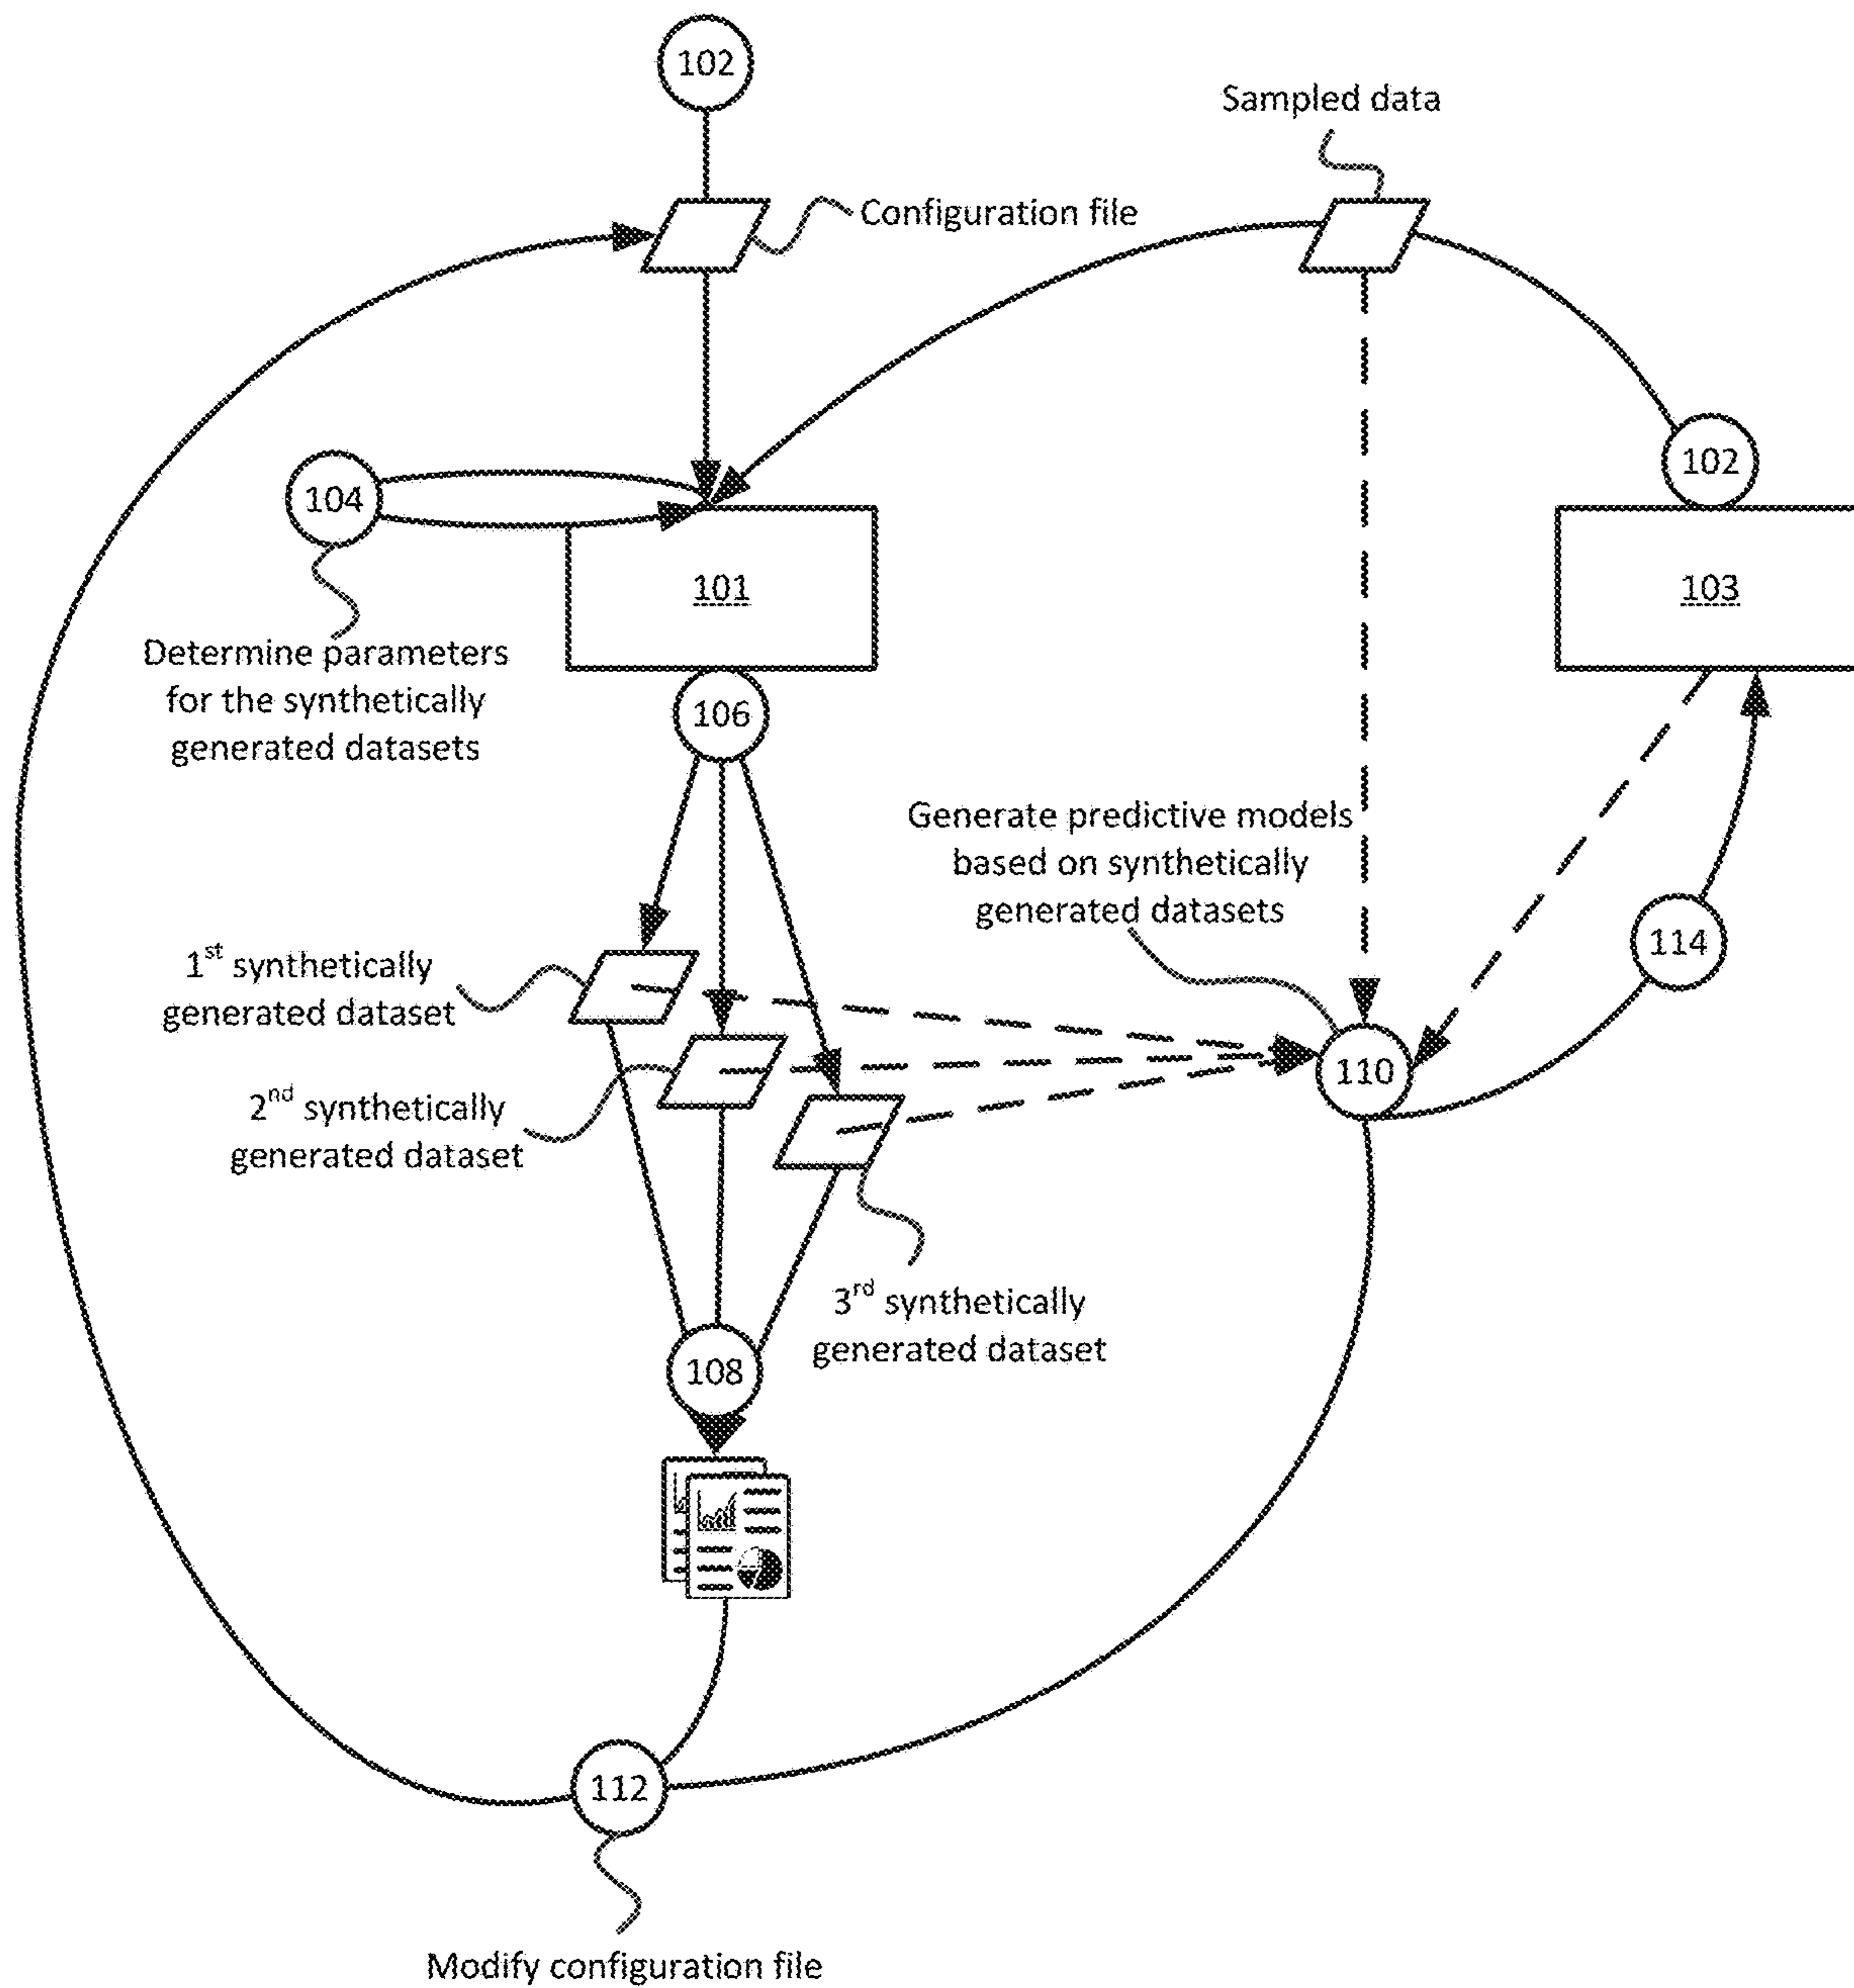 102
Sampled data
Configuration file
102
104
101
103
Determine parameters
for the synthetically
generated datasets
106
Generate predictive models
based on synthetically
generated datasets
114
1st synthetically
generated dataset
110
2nd synthetically
generated dataset
3rd synthetically
generated dataset
108
112
Modify configuration file